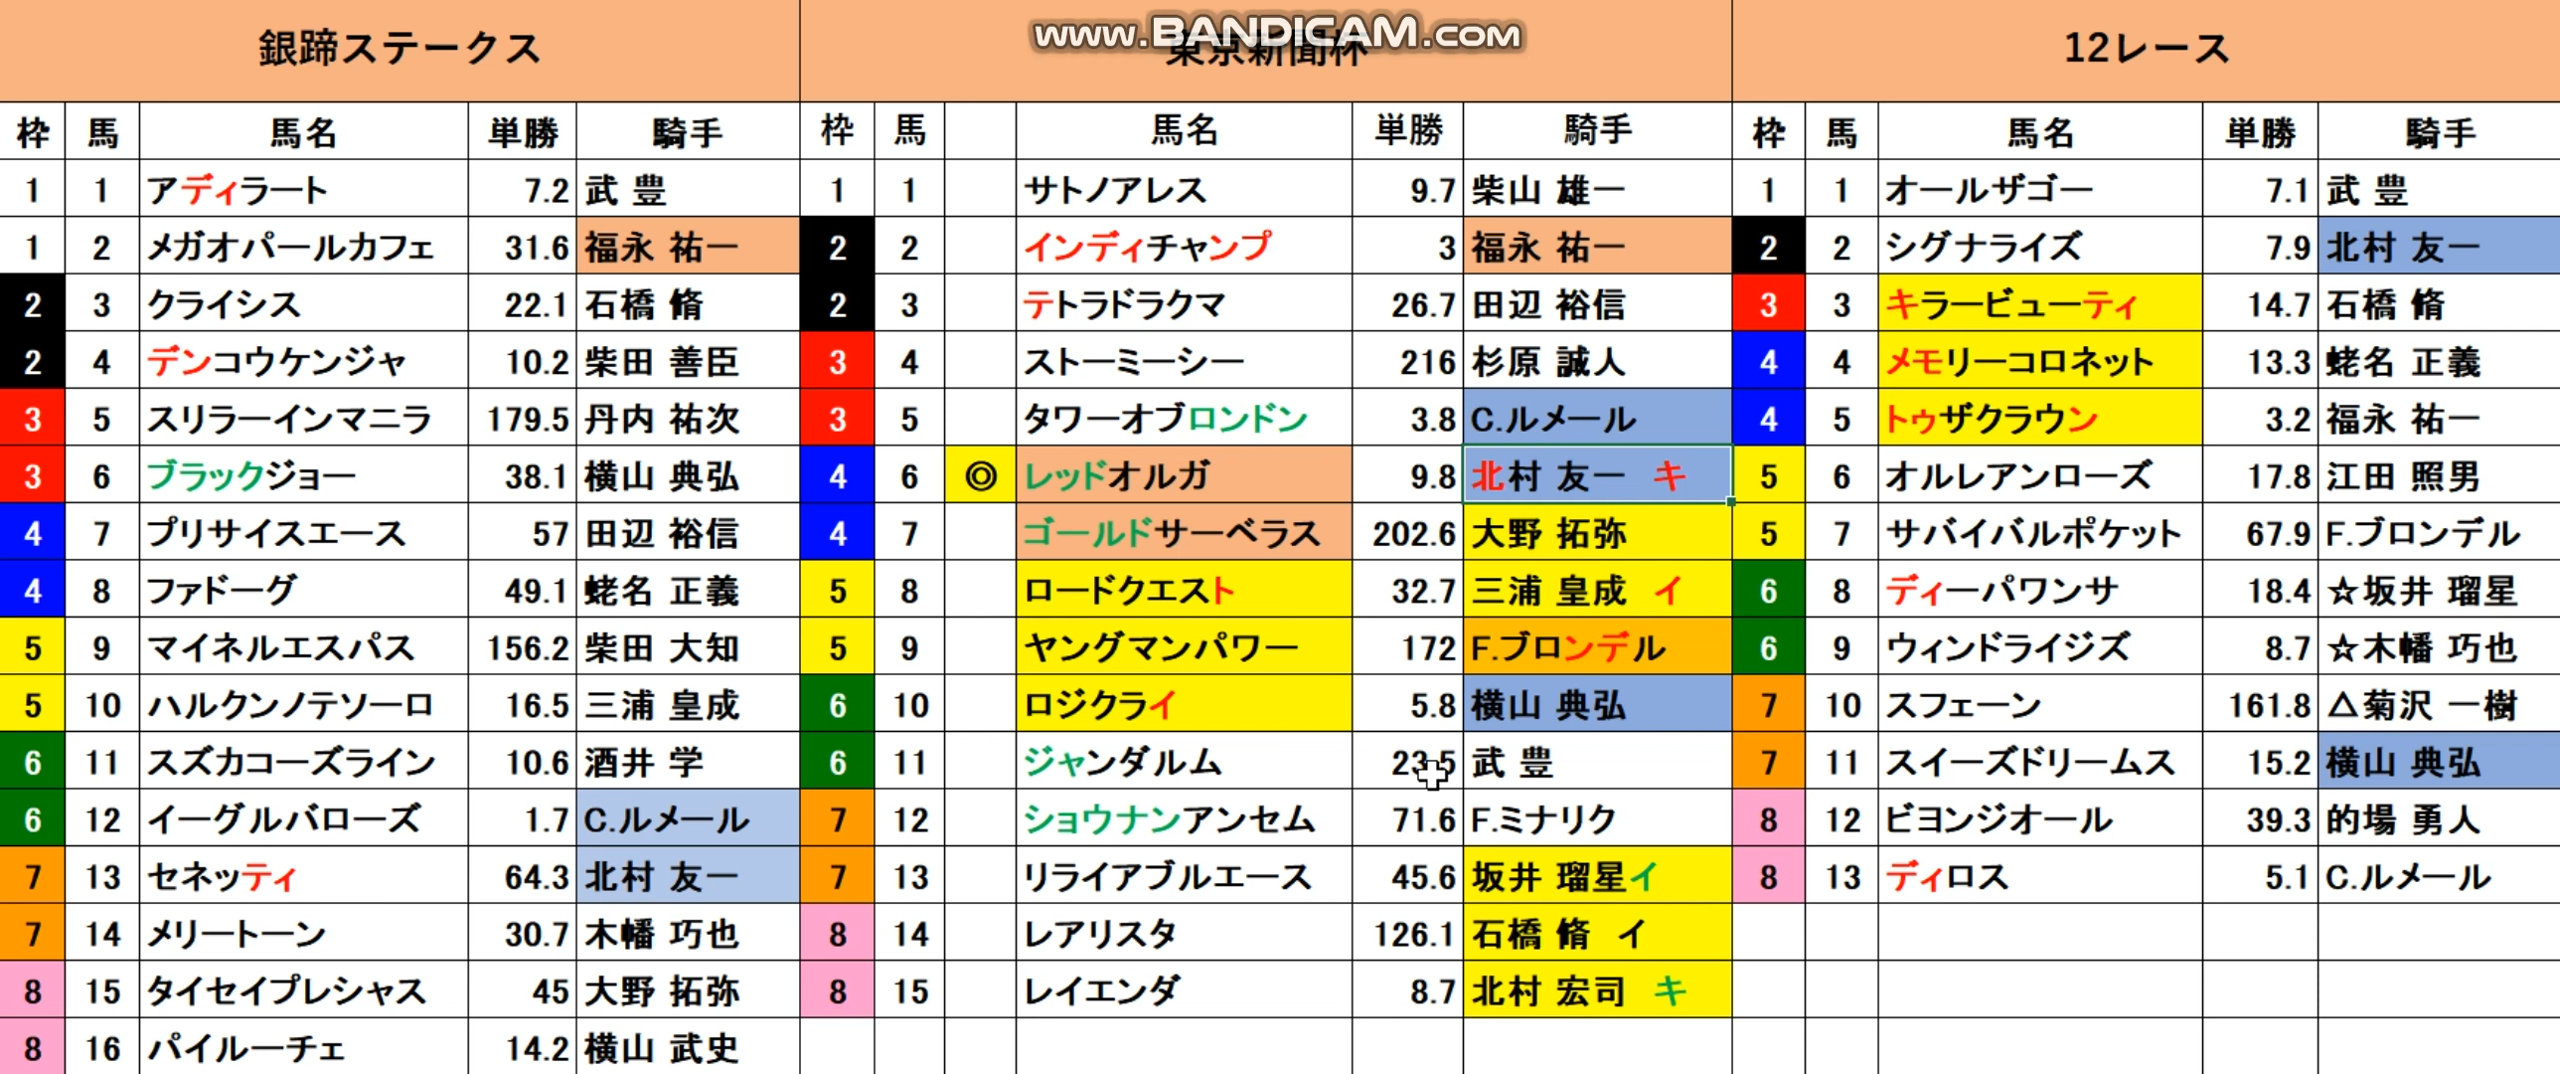 www.BANDICAM.com
銀蹄ステークス 東京新聞杯 12レース
枠 馬 馬名 単勝 騎手 枠 馬 馬名 単勝 騎手 枠 馬 馬名 単勝 騎手
1 1 アディラート 7.2 武 豊 1 1 サトノアレス 9.7 柴山 雄一 1 1 オールザゴー 7.1 武 豊
1 2 メガオパールカフェ 31.6 福永 祐一 2 2 インディチャンプ 3 福永 祐一 2 2 シグナライズ 7.9 北村 友一
2 3 クライシス 22.1 石橋 脩 2 3 テトラドラクマ 26.7 田辺 裕信 3 3 キラービューティ 14.7 石橋 脩
2 4 デンコウケンジャ 10.2 柴田 善臣 3 4 ストーミーシー 216 杉原 誠人 4 4 メモリーコロネット 13.3 蛯名 正義
3 5 スリラーインマニラ 179.5 丹内 祐次 3 5 タワーオブロンドン 3.8 C.ルメール 4 5 トゥザクラウン 3.2 福永 祐一
3 6 ブラックジョー 38.1 横山 典弘 4 6 ◎ レッドオルガ 9.8 北村 友一 キ 5 6 オルレアンローズ 17.8 江田 照男
4 7 プリサイスエース 57 田辺 裕信 4 7 ゴールドサーベラス 202.6 大野 拓弥 5 7 サバイバルポケット 67.9 F.ブロンデル
4 8 ファドーグ 49.1 蛯名 正義 5 8 ロードクエスト 32.7 三浦 皇成 イ 6 8 ディーパワンサ 18.4 ☆坂井 瑠星
5 9 マイネルエスパス 156.2 柴田 大知 5 9 ヤングマンパワー 172 F.ブロンデル 6 9 ウィンドライジズ 8.7 ☆木幡 巧也
5 10 ハルクンノテソーロ 16.5 三浦 皇成 6 10 ロジクライ 5.8 横山 典弘 7 10 スフェーン 161.8 △菊沢 一樹
6 11 スズカコーズライン 10.6 酒井 学 6 11 ジャンダルム 23.5 武 豊 7 11 スイーズドリームス 15.2 横山 典弘
6 12 イーグルバローズ 1.7 C.ルメール 7 12 ショウナンアンセム 71.6 F.ミナリク 8 12 ビヨンジオール 39.3 的場 勇人
7 13 セネッティ 64.3 北村 友一 7 13 リライアブルエース 45.6 坂井 瑠星イ 8 13 ディロス 5.1 C.ルメール
7 14 メリートーン 30.7 木幡 巧也 8 14 レアリスタ 126.1 石橋 脩 イ
8 15 タイセイプレシャス 45 大野 拓弥 8 15 レイエンダ 8.7 北村 宏司 キ
8 16 パイルーチェ 14.2 横山 武史